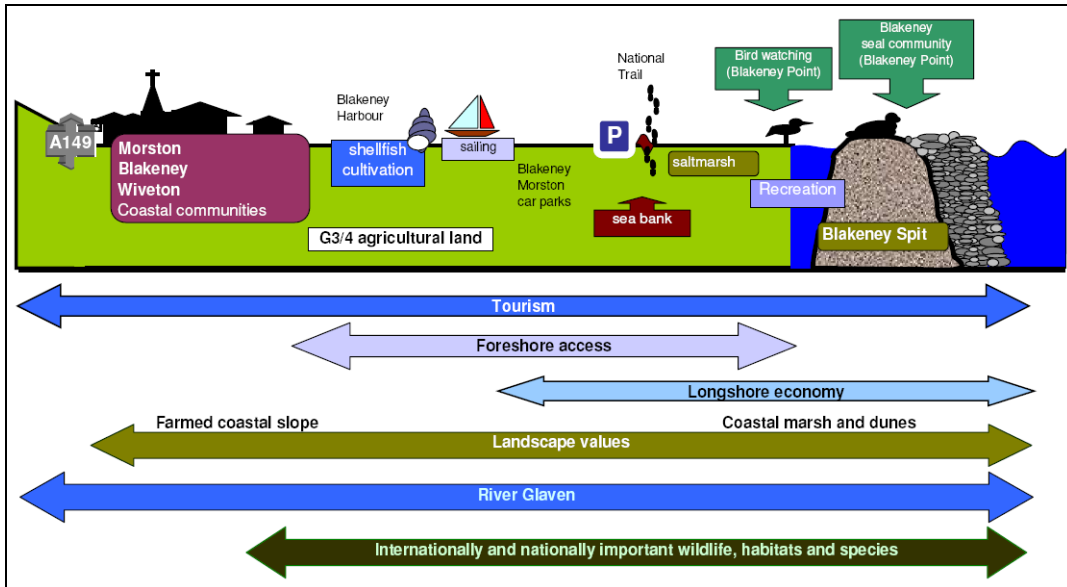 Blakeney
seal community
(Blakeney Point)
Bird watching
(Blakeney Point)
National
Trail
Blakeney
Harbour
A149
Morston
Blakeney
Wiveton
Coastal communities
shellfish
cultivation
sailing
P
Blakeney
Morston
car parks
saltmarsh
Recreation
sea bank
G3/4 agricultural land
Blakeney Spit
Tourism
Foreshore access
Longshore economy
Farmed coastal slope
Coastal marsh and dunes
Landscape values
River Glaven
Internationally and nationally important wildlife, habitats and species